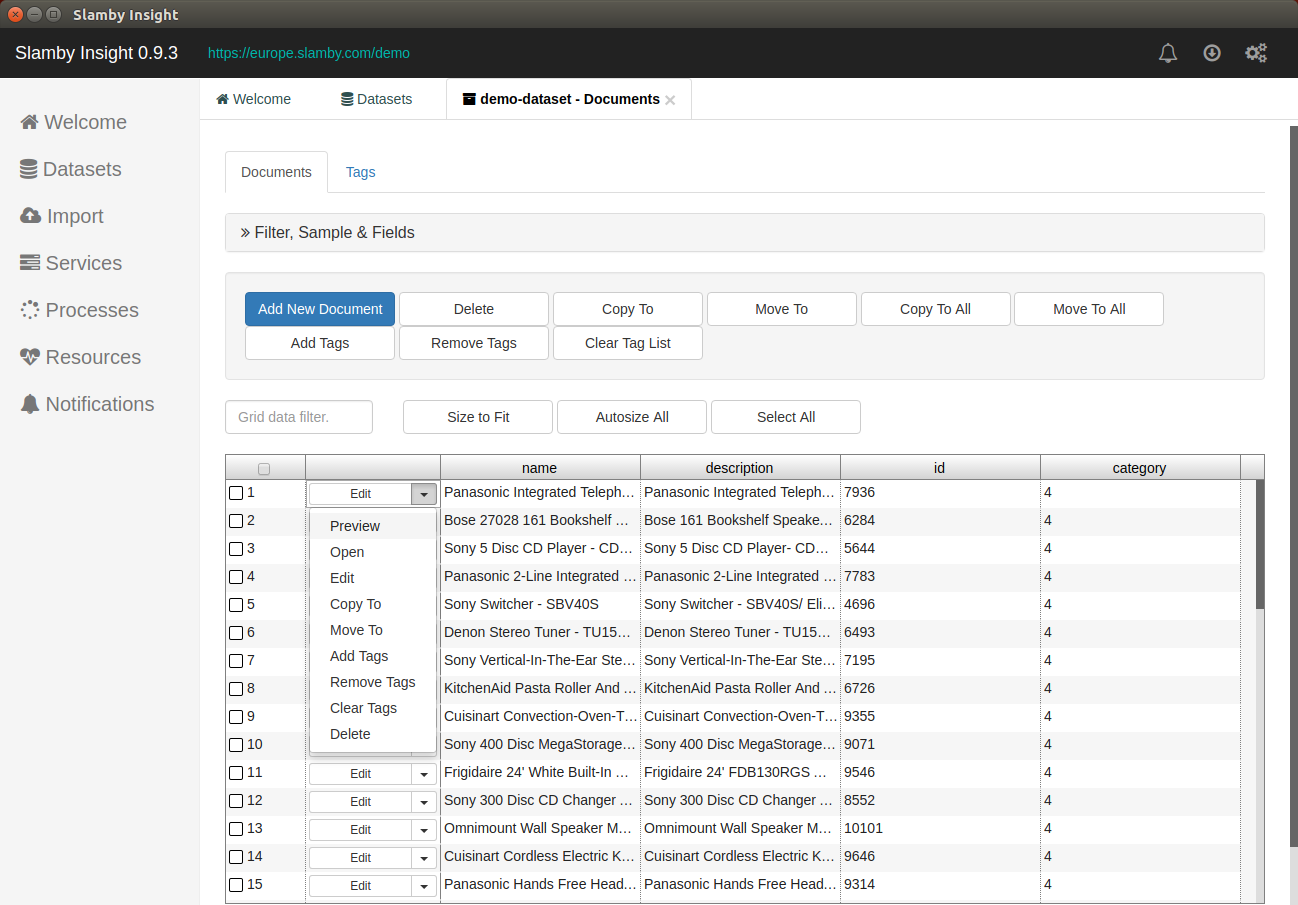 Slamby Insight
Slamby Insight 0.9.3 https://europe.slamby.com/demo
Welcome Datasets demo-dataset - Documents
Welcome
Datasets
Import
Services
Processes
Resources
Notifications
Documents Tags
» Filter, Sample & Fields
Add New Document Delete Copy To Move To Copy To All Move To All
Add Tags Remove Tags Clear Tag List
Grid data filter. Size to Fit Autosize All Select All
name description id category
1 Edit Panasonic Integrated Teleph... Panasonic Integrated Teleph... 7936 4
Preview
Open
Edit
Copy To
Move To
Add Tags
Remove Tags
Clear Tags
Delete
2 Bose 27028 161 Bookshelf ... Bose 161 Bookshelf Speake... 6284 4
3 Sony 5 Disc CD Player - CD... Sony 5 Disc CD Player- CD... 5644 4
4 Panasonic 2-Line Integrated ... Panasonic 2-Line Integrated ... 7783 4
5 Sony Switcher - SBV40S Sony Switcher - SBV40S/ Eli... 4696 4
6 Denon Stereo Tuner - TU15... Denon Stereo Tuner - TU15... 6493 4
7 Sony Vertical-In-The-Ear Ste... Sony Vertical-In-The-Ear Ste... 7195 4
8 KitchenAid Pasta Roller And ... KitchenAid Pasta Roller And ... 6726 4
9 Cuisinart Convection-Oven-T... Cuisinart Convection-Oven-T... 9355 4
10 Sony 400 Disc MegaStorage... Sony 400 Disc MegaStorage... 9071 4
11 Edit Frigidaire 24' White Built-In ... Frigidaire 24' FDB130RGS ... 9546 4
12 Edit Sony 300 Disc CD Changer ... Sony 300 Disc CD Changer ... 8552 4
13 Edit Omnimount Wall Speaker M... Omnimount Wall Speaker M... 10101 4
14 Edit Cuisinart Cordless Electric K... Cuisinart Cordless Electric K... 9646 4
15 Edit Panasonic Hands Free Head... Panasonic Hands Free Head... 9314 4